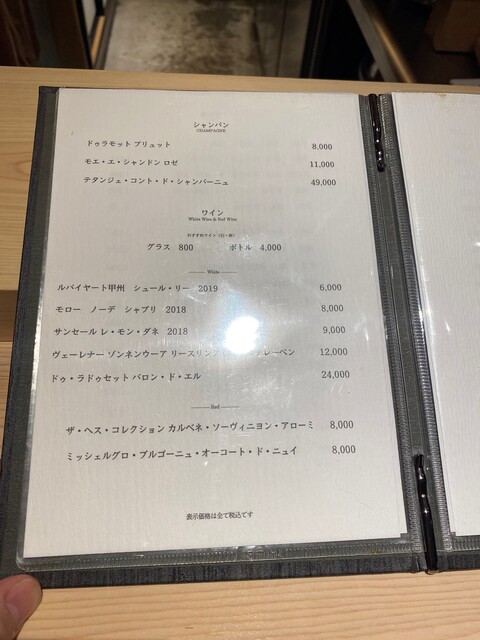 シャンパン
CHAMPAGNE
ドゥラモット ブリュット 8,000
モエ・エ・シャンドン ロゼ 11,000
テタンジェ・コント・ド・シャンパーニュ 49,000
ワイン
White Wine & Red Wine
おすすめワイン（白・赤）
グラス 800 ボトル 4,000
White
ルバイヤート甲州 シュール・リー 2019 6,000
モロー ノーデ シャブリ 2018 8,000
サンセール レ・モン・ダネ 2018 9,000
ヴェーレナー ゾンネンウーア リースリング レーベン 12,000
ドゥ・ラドゥセット バロン・ド・エル 24,000
Red
ザ・ヘス・コレクション カルベネ・ソーヴィニヨン・アローミ 8,000
ミッシェルグロ・ブルゴーニュ・オーコート・ド・ニュイ 8,000
表示価格は全て税込です